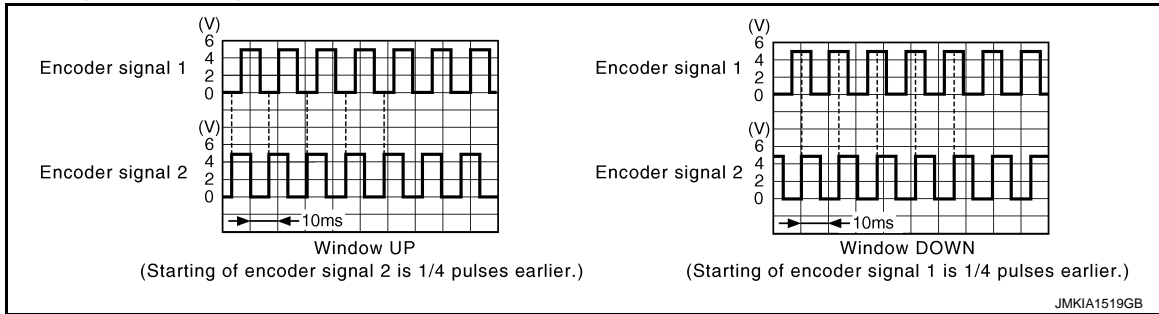 (V)
6
4
2
0
Encoder signal 1
(V)
6
4
2
0
Encoder signal 2
10ms
Window UP
(Starting of encoder signal 2 is 1/4 pulses earlier.)
(V)
6
4
2
0
Encoder signal 1
(V)
6
4
2
0
Encoder signal 2
10ms
Window DOWN
(Starting of encoder signal 1 is 1/4 pulses earlier.)
JMKIA1519GB